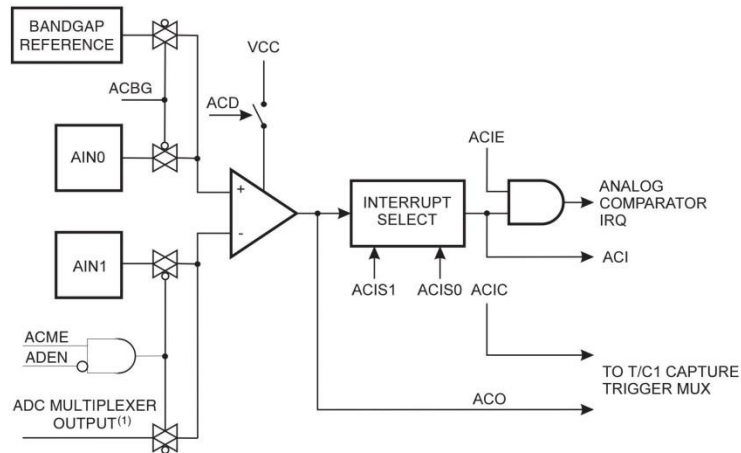 BANDGAP
REFERENCE
VCC
ACBG
ACD
AIN0
ACIE
+
INTERRUPT
SELECT
ANALOG
COMPARATOR
IRQ
-
AIN1
ACI
ACIS1
ACIS0
ACIC
ACME
ADEN
TO T/C1 CAPTURE
TRIGGER MUX
ADC MULTIPLEXER
OUTPUT(1)
ACO